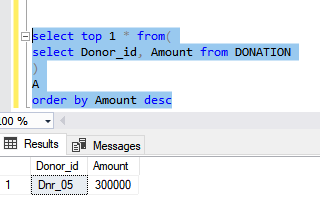 select top 1 * from(
select Donor_id, Amount from DONATION
)
A
order by Amount desc
.00 %
Results
Messages
Donor_id Amount
1 Dnr_05 300000